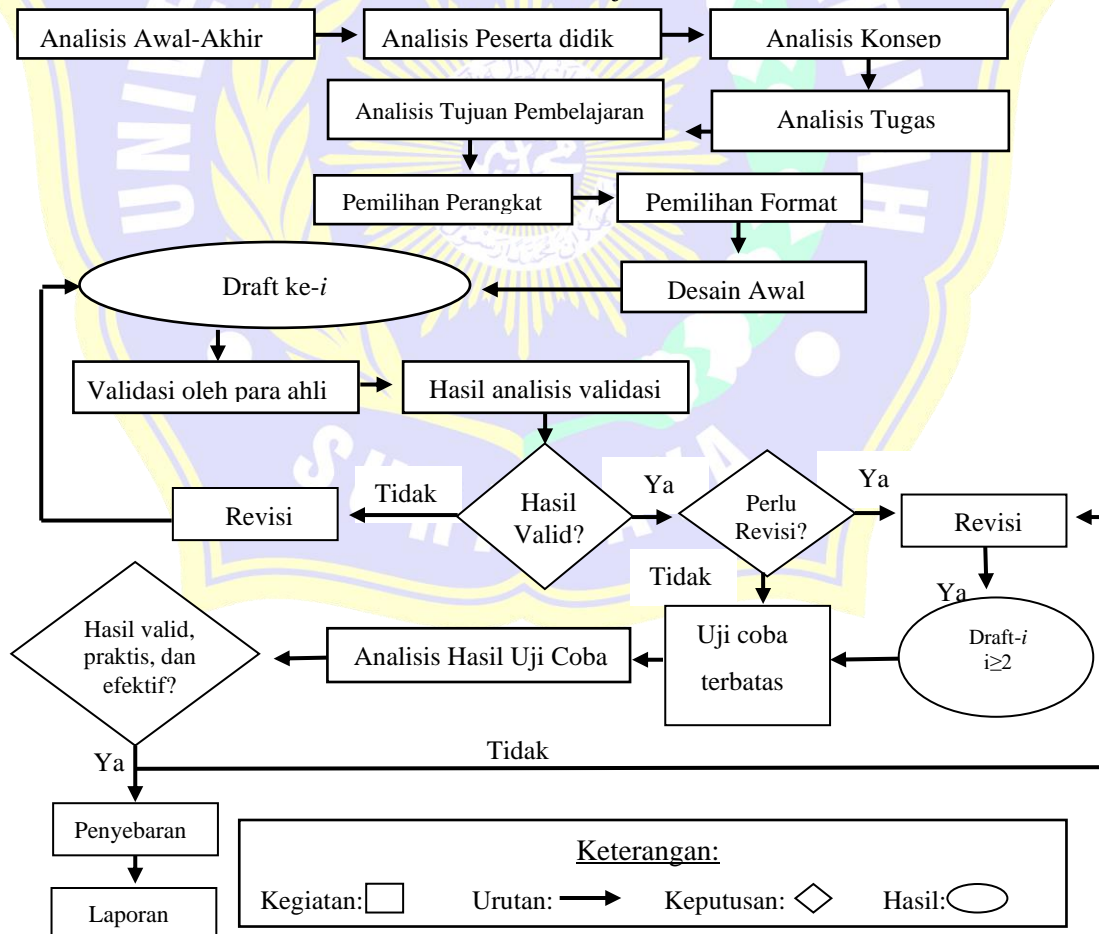 Analisis Awal-Akhir
Analisis Peserta didik
Analisis Konsep
Analisis Tujuan Pembelajaran
Analisis Tugas
Pemilihan Perangkat
Pemilihan Format
Draft ke-i
Desain Awal
Validasi oleh para ahli
Hasil analisis validasi
Revisi
Tidak
Hasil
Valid?
Ya
Perlu
Revisi?
Ya
Revisi
Tidak
Ya
Hasil valid,
praktis, dan
efektif?
Analisis Hasil Uji Coba
Uji coba
terbatas
Draft-i
i≥2
Ya
Tidak
Penyebaran
Laporan
Keterangan:
Kegiatan:
Urutan:
Keputusan:
Hasil: